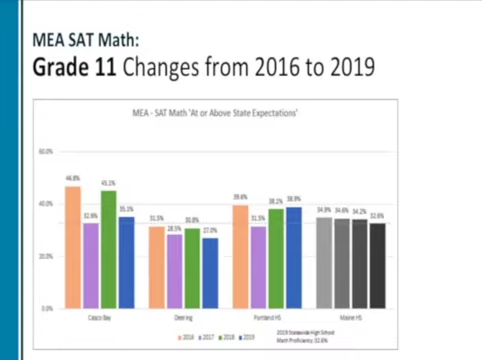 MEA SAT Math:
Grade 11 Changes from 2016 to 2019
MEA - SAT Math 'At or Above State Expectations'
60.0%
40.0%
20.0%
0.0%
46.8% 32.8% 45.1% 35.1%
31.5% 28.5% 30.8% 27.0%
39.6% 31.5% 38.1% 38.9%
34.9% 34.6% 34.2% 32.6%
Casco Bay Deering Portland HS Maine HS
2016 2017 2018 2019
2019 Statewide High School
Math Proficiency: 32.6%